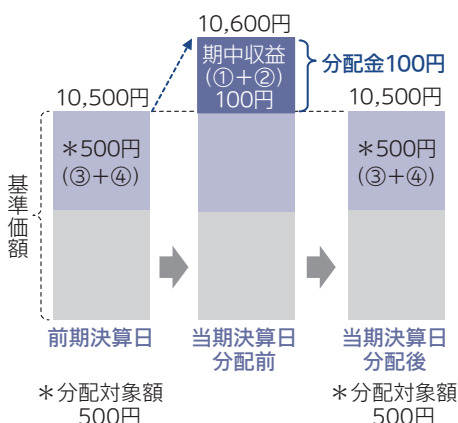 10,600円
期中収益
(①+②)
100円
分配金100円
10,500円
10,500円
＊500円
(③+④)
＊500円
(③+④)
基準価額
前期決算日
当期決算日
分配前
当期決算日
分配後
＊分配対象額
500円
＊分配対象額
500円